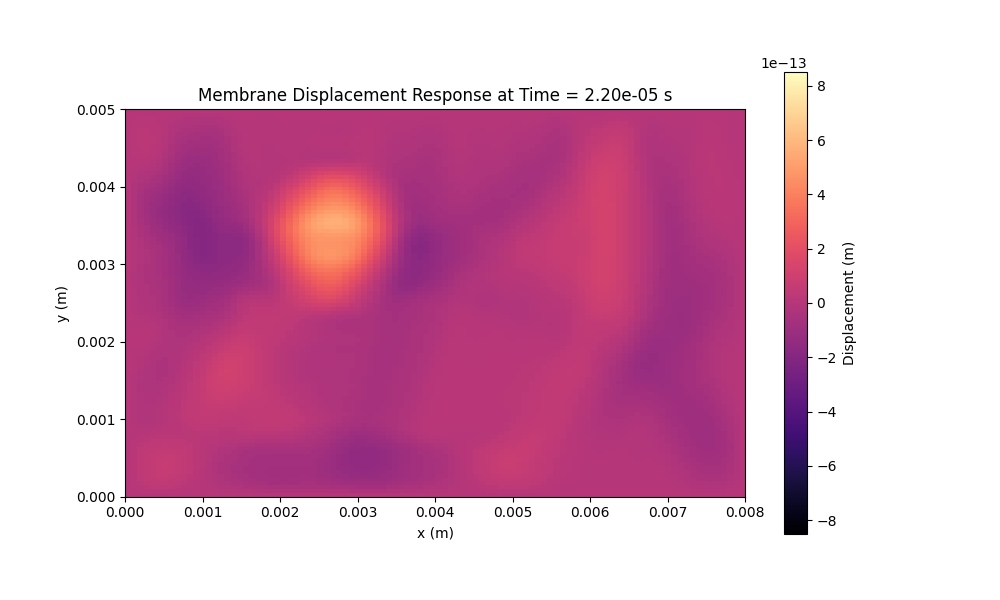 1e−13
Membrane Displacement Response at Time = 2.20e-05 s
0.005
0.004
0.003
0.002
0.001
0.000
y (m)
0.000 0.001 0.002 0.003 0.004 0.005 0.006 0.007 0.008
x (m)
8
6
4
2
0
−2
−4
−6
−8
Displacement (m)